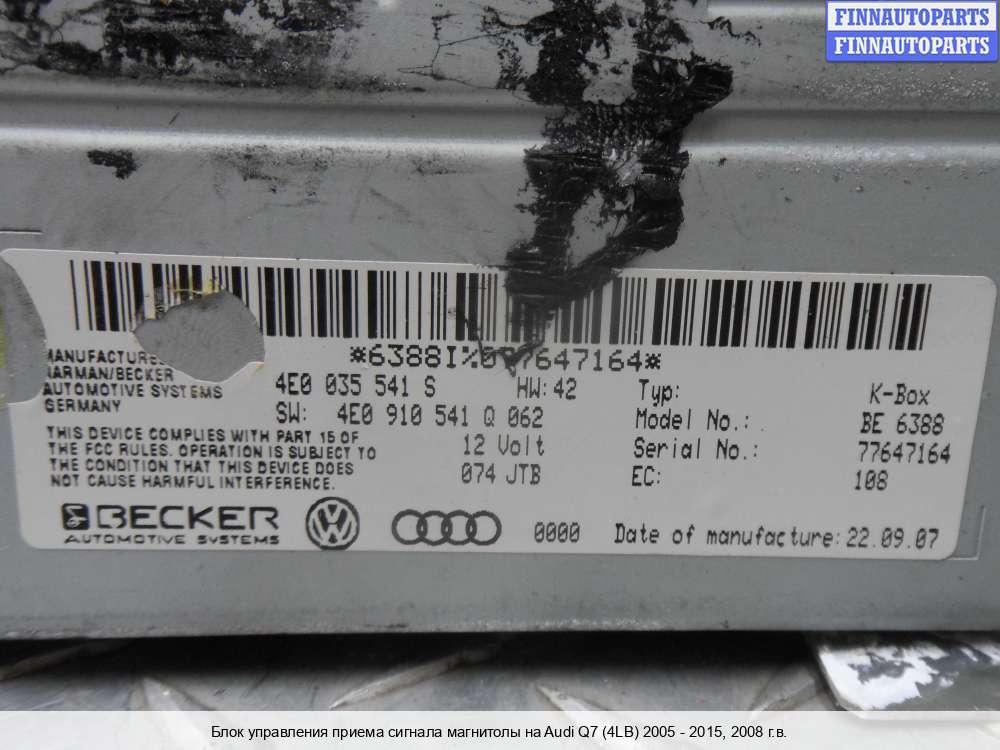 FINNAUTOPARTS
FINNAUTOPARTS
*6388I%077647164*
MANUFACTURE
HARMAN/BECKER
AUTOMOTIVE SYSTEMS
GERMANY
4E0 035 541 S HW: 42
SW: 4E0 910 541 Q 062
12 Volt
074 JTB
THIS DEVICE COMPLIES WITH PART 15 OF
THE FCC RULES. OPERATION IS SUBJECT TO
THE CONDITION THAT THIS DEVICE DOES
NOT CAUSE HARMFUL INTERFERENCE.
Typ: K-Box
Model No.: BE 6388
Serial No.: 77647164
EC: 108
BECKER
AUTOMOTIVE SYSTEMS
0000
Date of manufacture: 22.09.07
Блок управления приема сигнала магнитолы на Audi Q7 (4LB) 2005 - 2015, 2008 г.в.